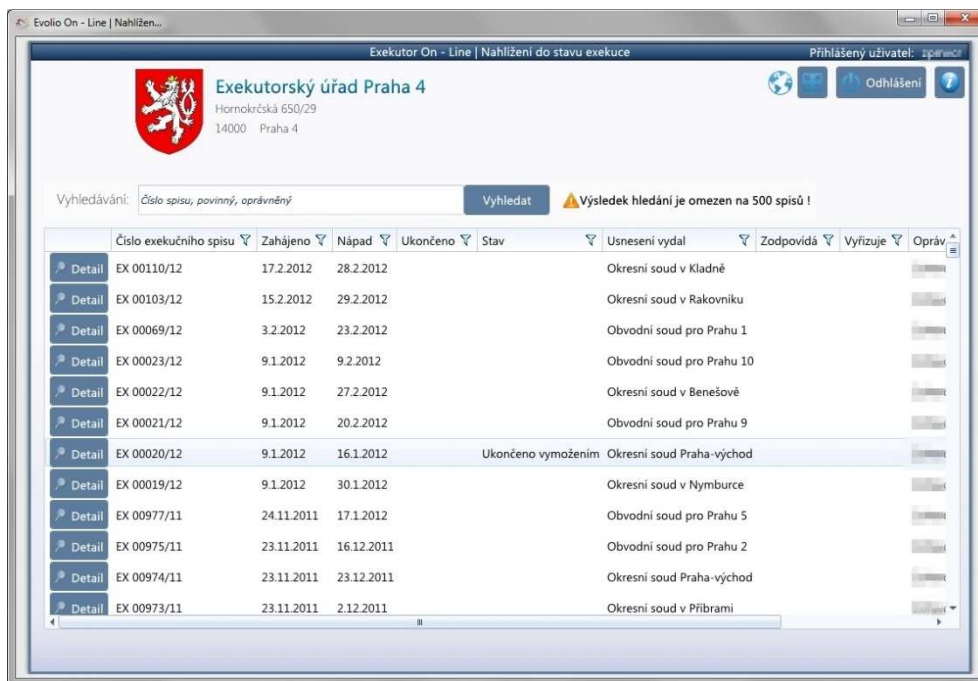 Evolio On - Line | Nahlížen...
Exekutor On - Line | Nahlížení do stavu exekuce Přihlášený uživatel:
Exekutorský úřad Praha 4
Hornokrčská 650/29
14000 Praha 4
Odhlášení
Vyhledávání: Číslo spisu, povinný, oprávněný Vyhledat Výsledek hledání je omezen na 500 spisů !
Číslo exekučního spisu Zahájeno Nápad Ukončeno Stav Usnesení vydal Zodpovídá Vyřizuje Opráv
Detail EX 00110/12 17.2.2012 28.2.2012 Okresní soud v Kladně
Detail EX 00103/12 15.2.2012 29.2.2012 Okresní soud v Rakovníku
Detail EX 00069/12 3.2.2012 23.2.2012 Obvodní soud pro Prahu 1
Detail EX 00023/12 9.1.2012 9.2.2012 Obvodní soud pro Prahu 10
Detail EX 00022/12 9.1.2012 27.2.2012 Okresní soud v Benešově
Detail EX 00021/12 9.1.2012 20.2.2012 Obvodní soud pro Prahu 9
Detail EX 00020/12 9.1.2012 16.1.2012 Ukončeno vymožením Okresní soud Praha-východ
Detail EX 00019/12 9.1.2012 30.1.2012 Okresní soud v Nymburce
Detail EX 00977/11 24.11.2011 17.1.2012 Obvodní soud pro Prahu 5
Detail EX 00975/11 23.11.2011 16.12.2011 Obvodní soud pro Prahu 2
Detail EX 00974/11 23.11.2011 23.12.2011 Okresní soud Praha-východ
Detail EX 00973/11 23.11.2011 2.12.2011 Okresní soud v Příbrami